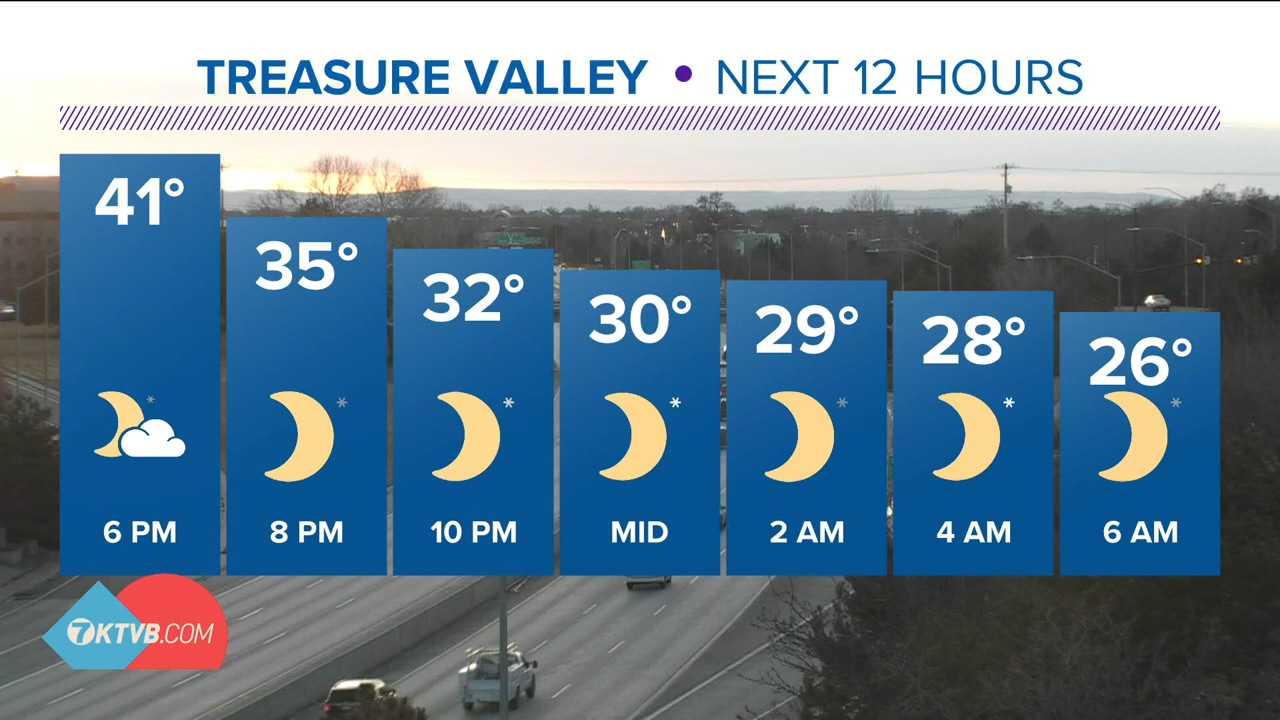 TREASURE VALLEY • NEXT 12 HOURS
41° 35° 32° 30° 29° 28° 26°
6 PM 8 PM 10 PM MID 2 AM 4 AM 6 AM
7KTVB.COM